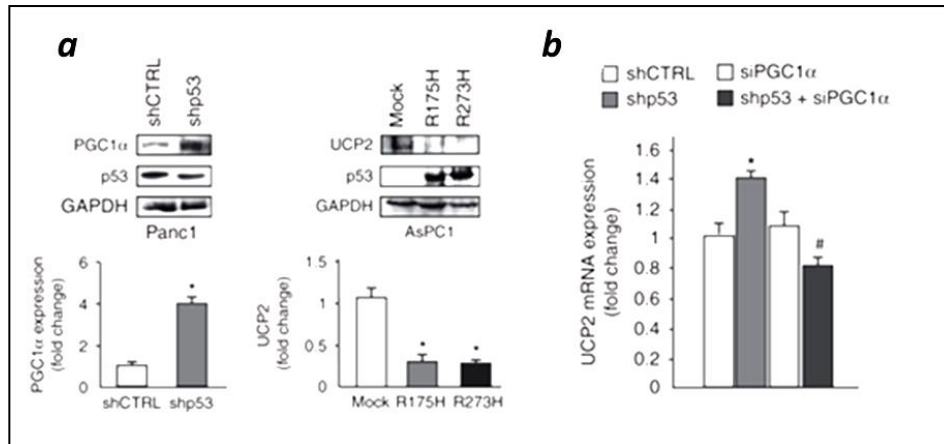 a
shCTRL
shp53
PGC1α
p53
GAPDH
Panc1
PGC1α expression
(fold change)
6
4
2
0
*
shCTRL shp53
Mock
R175H
R273H
UCP2
p53
GAPDH
AsPC1
UCP2
(fold change)
1.5
1
0.5
0
* *
Mock R175H R273H
b
shCTRL siPGC1α
shp53 shp53 + siPGC1α
UCP2 mRNA expression
(fold change)
1.6
1.4
1.2
1
0.8
0.6
0.4
0.2
0
*
#